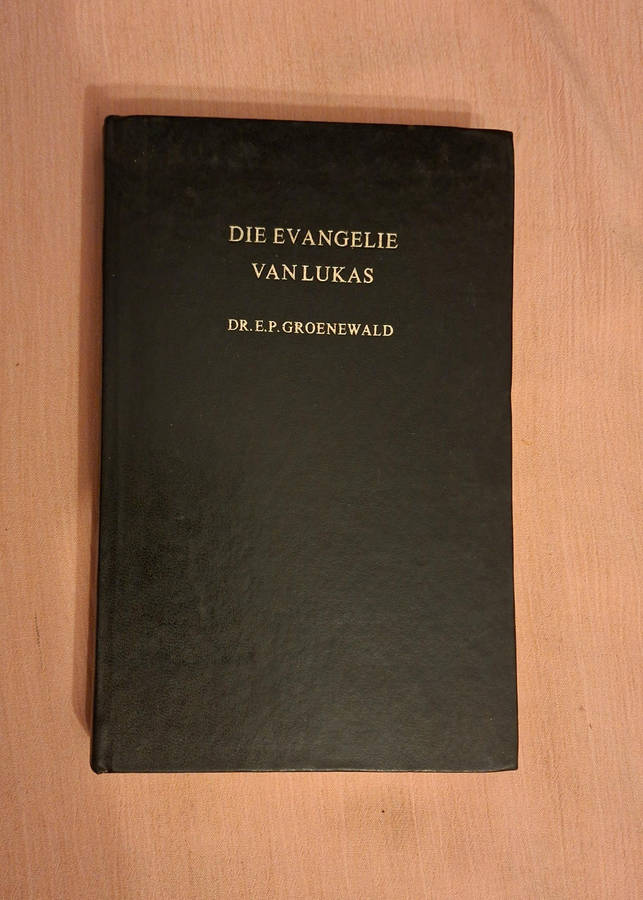 DIE EVANGELIE
VAN LUKAS
DR. E.P. GROENEWALD